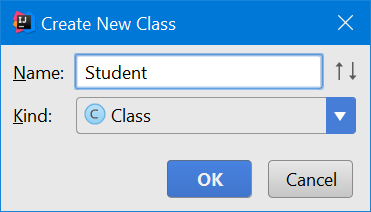 Create New Class
Name: Student
Kind: C Class
OK Cancel